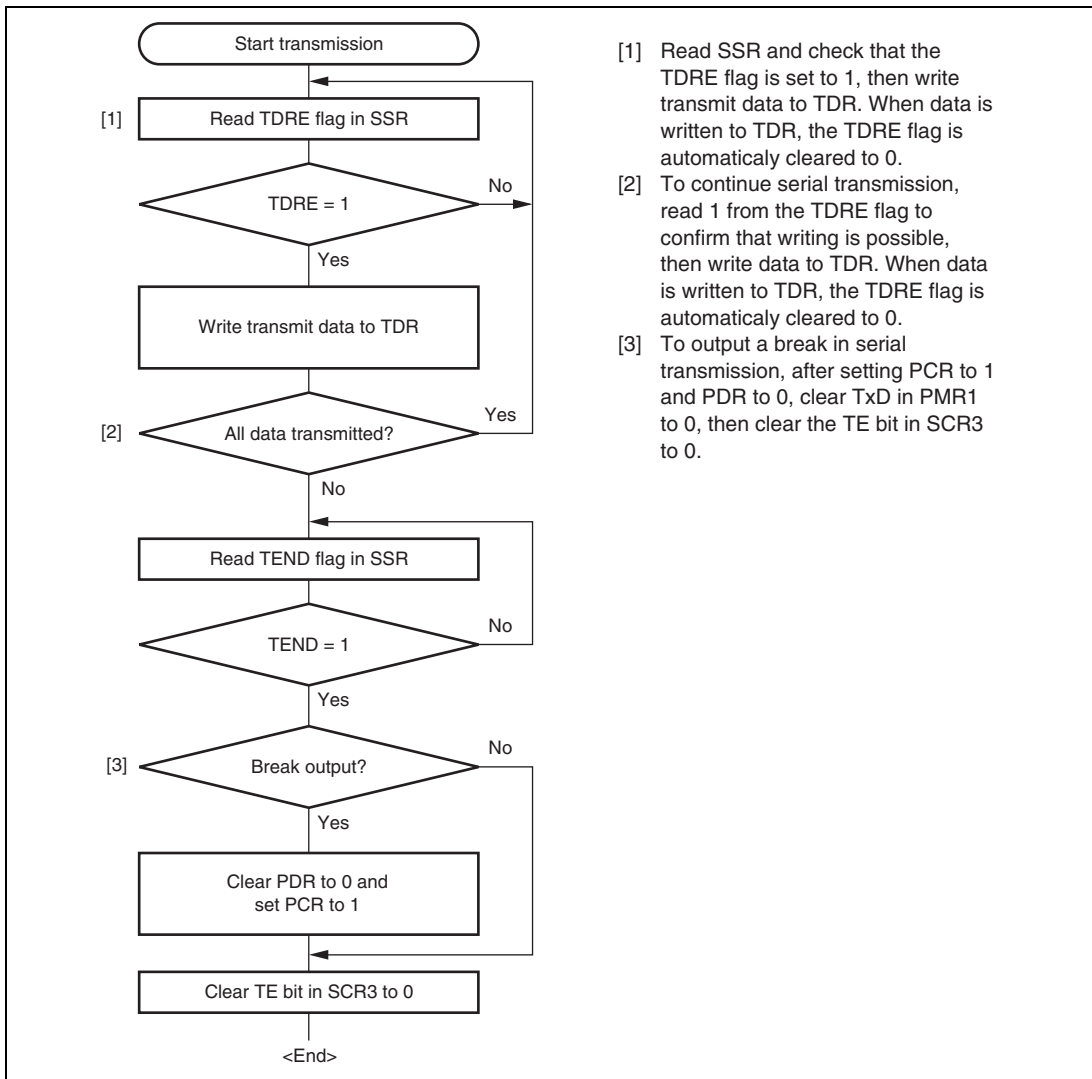 Start transmission
[1]
Read TDRE flag in SSR
No
TDRE = 1
Yes
Write transmit data to TDR
[2]
All data transmitted?
Yes
No
Read TEND flag in SSR
No
TEND = 1
Yes
[3]
Break output?
No
Yes
Clear PDR to 0 and
set PCR to 1
Clear TE bit in SCR3 to 0
<End>
[1] Read SSR and check that the
TDRE flag is set to 1, then write
transmit data to TDR. When data is
written to TDR, the TDRE flag is
automaticaly cleared to 0.
[2] To continue serial transmission,
read 1 from the TDRE flag to
confirm that writing is possible,
then write data to TDR. When data
is written to TDR, the TDRE flag is
automaticaly cleared to 0.
[3] To output a break in serial
transmission, after setting PCR to 1
and PDR to 0, clear TxD in PMR1
to 0, then clear the TE bit in SCR3
to 0.